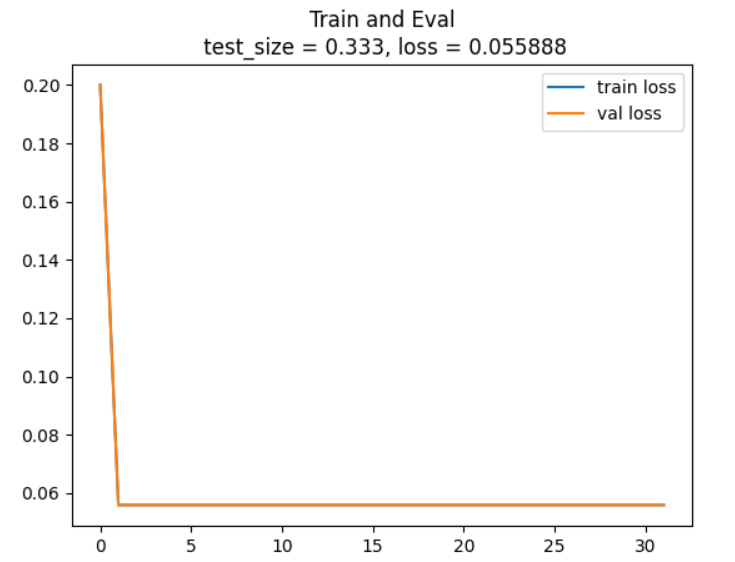 Train and Eval
test_size = 0.333, loss = 0.055888
train loss
val loss
0.20
0.18
0.16
0.14
0.12
0.10
0.08
0.06
0 5 10 15 20 25 30